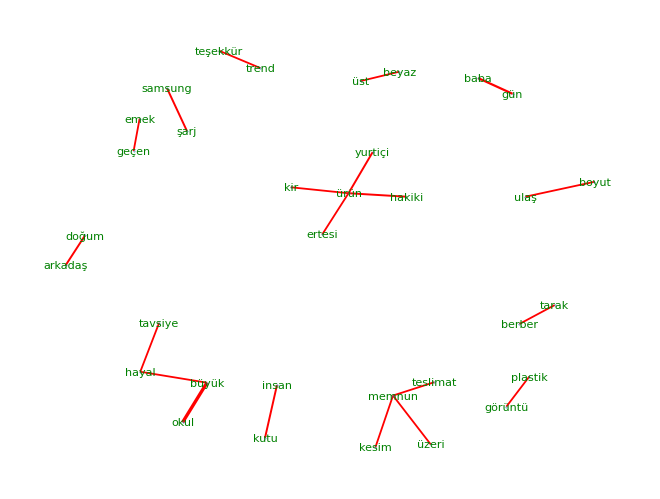 teşekkür
trend
beyaz
üst
baba
gün
samsung
emek
şarj
geçen
yurtiçi
kir
ürün
hakiki
boyut
ulaş
ertesi
doğum
arkadaş
tarak
tavsiye
berber
hayal
büyük
insan
teslimat
plastik
memnun
görüntü
okul
kutu
kesim
üzeri